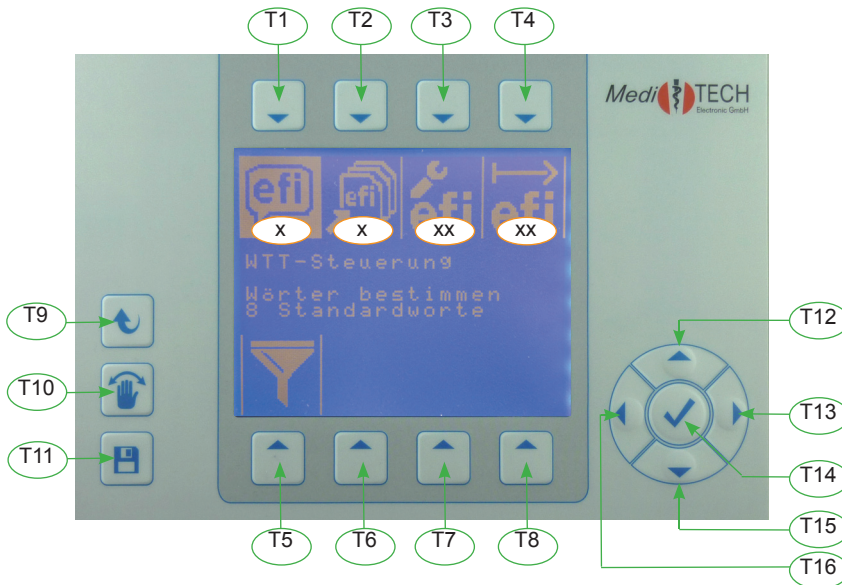 T1 T2 T3 T4
Medi TECH
Electronic GmbH
efi efi efi efi
x x xx xx
WTT-Steuerung
Wörter bestimmen
8 Standardworte
T9
T12
T10
T13
T11
T14
T5 T6 T7 T8
T15
T16